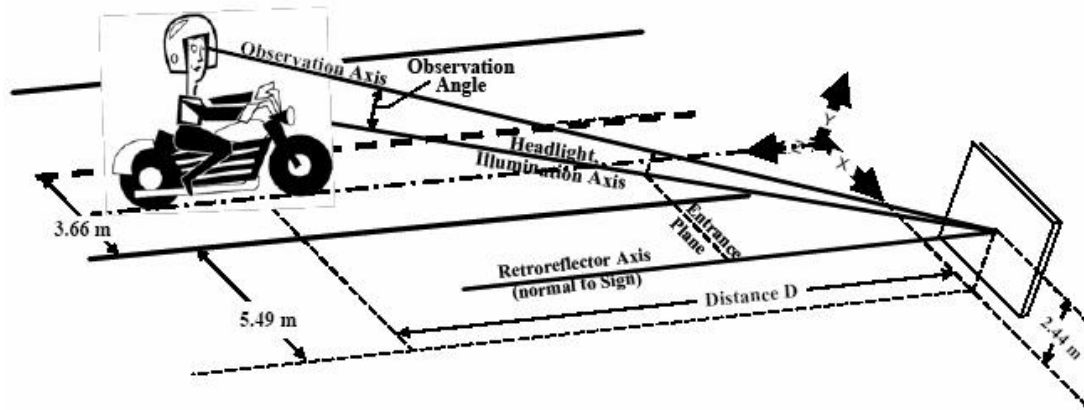 Observation Axis
Observation
Angle
Headlight
Illumination Axis
Y
Z
X
3.66 m
Entrance
Plane
Retroreflector Axis
(normal to Sign)
Distance D
5.49 m
2.44 m